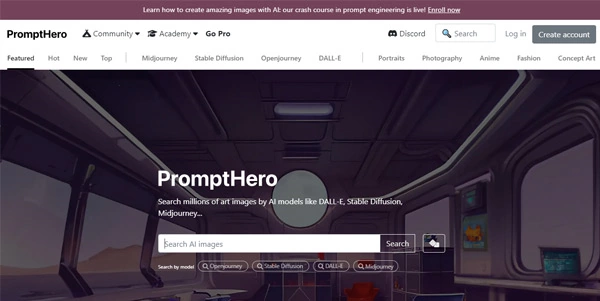 Learn how to create amazing images with AI: our crash course in prompt engineering is live! Enroll now
PromptHero Community Academy Go Pro Discord Search Log in Create account
Featured Hot New Top Midjourney Stable Diffusion Openjourney DALL-E Portraits Photography Anime Fashion Concept Art
PromptHero
Search millions of art images by AI models like DALL-E, Stable Diffusion,
Midjourney...
Search AI images Search
Search by model Openjourney Stable Diffusion DALL-E Midjourney